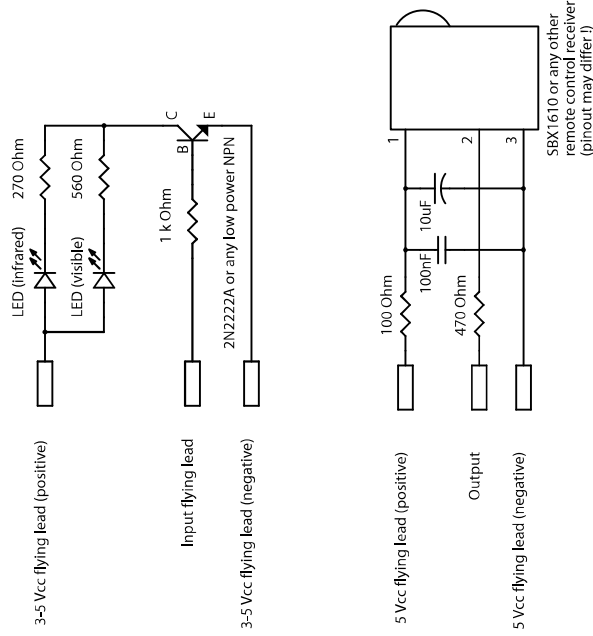 3-5 Vcc flying lead (positive)
LED (infrared)
270 Ohm
LED (visible)
560 Ohm
Input flying lead
1 k Ohm
B
C
E
2N2222A or any low power NPN
3-5 Vcc flying lead (negative)
5 Vcc flying lead (positive)
100 Ohm
1
100nF
10uF
Output
470 Ohm
2
5 Vcc flying lead (negative)
3
SBX1610 or any other
remote control receiver
(pinout may differ !)